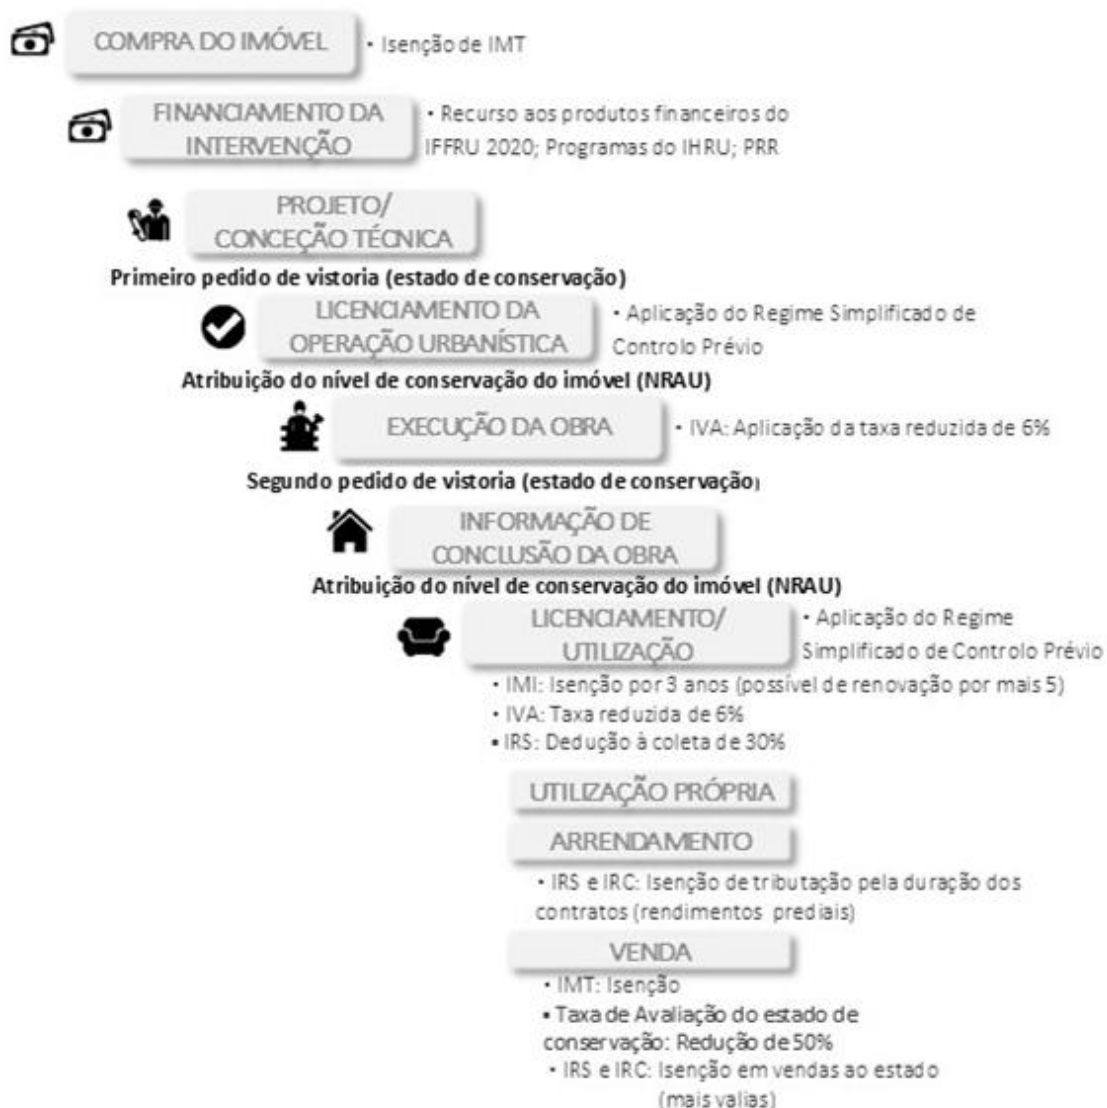 COMPRA DO IMÓVEL • Isenção de IMT
FINANCIAMENTO DA
INTERVENÇÃO
• Recurso aos produtos financeiros do
IFFRU 2020; Programas do IHRU; PRR
PROJETO/
CONCEÇÃO TÉCNICA
Primeiro pedido de vistoria (estado de conservação)
LICENCIAMENTO DA
OPERAÇÃO URBANÍSTICA
• Aplicação do Regime Simplificado de
Controlo Prévio
Atribuição do nível de conservação do imóvel (NRAU)
EXECUÇÃO DA OBRA • IVA: Aplicação da taxa reduzida de 6%
Segundo pedido de vistoria (estado de conservação)
INFORMAÇÃO DE
CONCLUSÃO DA OBRA
Atribuição do nível de conservação do imóvel (NRAU)
LICENCIAMENTO/
UTILIZAÇÃO
• Aplicação do Regime
Simplificado de Controlo Prévio
• IMI: Isenção por 3 anos (possível de renovação por mais 5)
• IVA: Taxa reduzida de 6%
▪ IRS: Dedução à coleta de 30%
UTILIZAÇÃO PRÓPRIA
ARRENDAMENTO
• IRS e IRC: Isenção de tributação pela duração dos
contratos (rendimentos prediais)
VENDA
• IMT: Isenção
▪ Taxa de Avaliação do estado de
conservação: Redução de 50%
• IRS e IRC: Isenção em vendas ao estado
(mais valias)